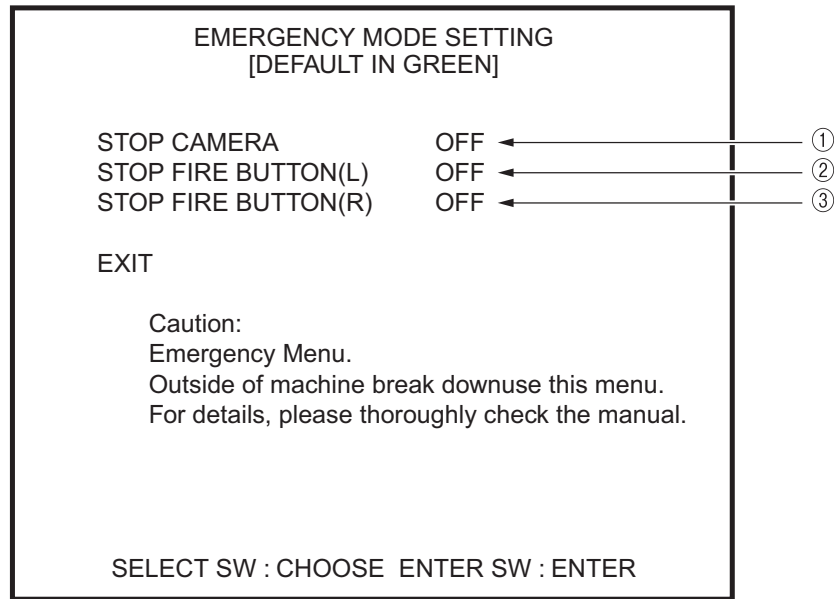 EMERGENCY MODE SETTING
[DEFAULT IN GREEN]
STOP CAMERA OFF ①
STOP FIRE BUTTON(L) OFF ②
STOP FIRE BUTTON(R) OFF ③
EXIT
Caution:
Emergency Menu.
Outside of machine break downuse this menu.
For details, please thoroughly check the manual.
SELECT SW : CHOOSE ENTER SW : ENTER